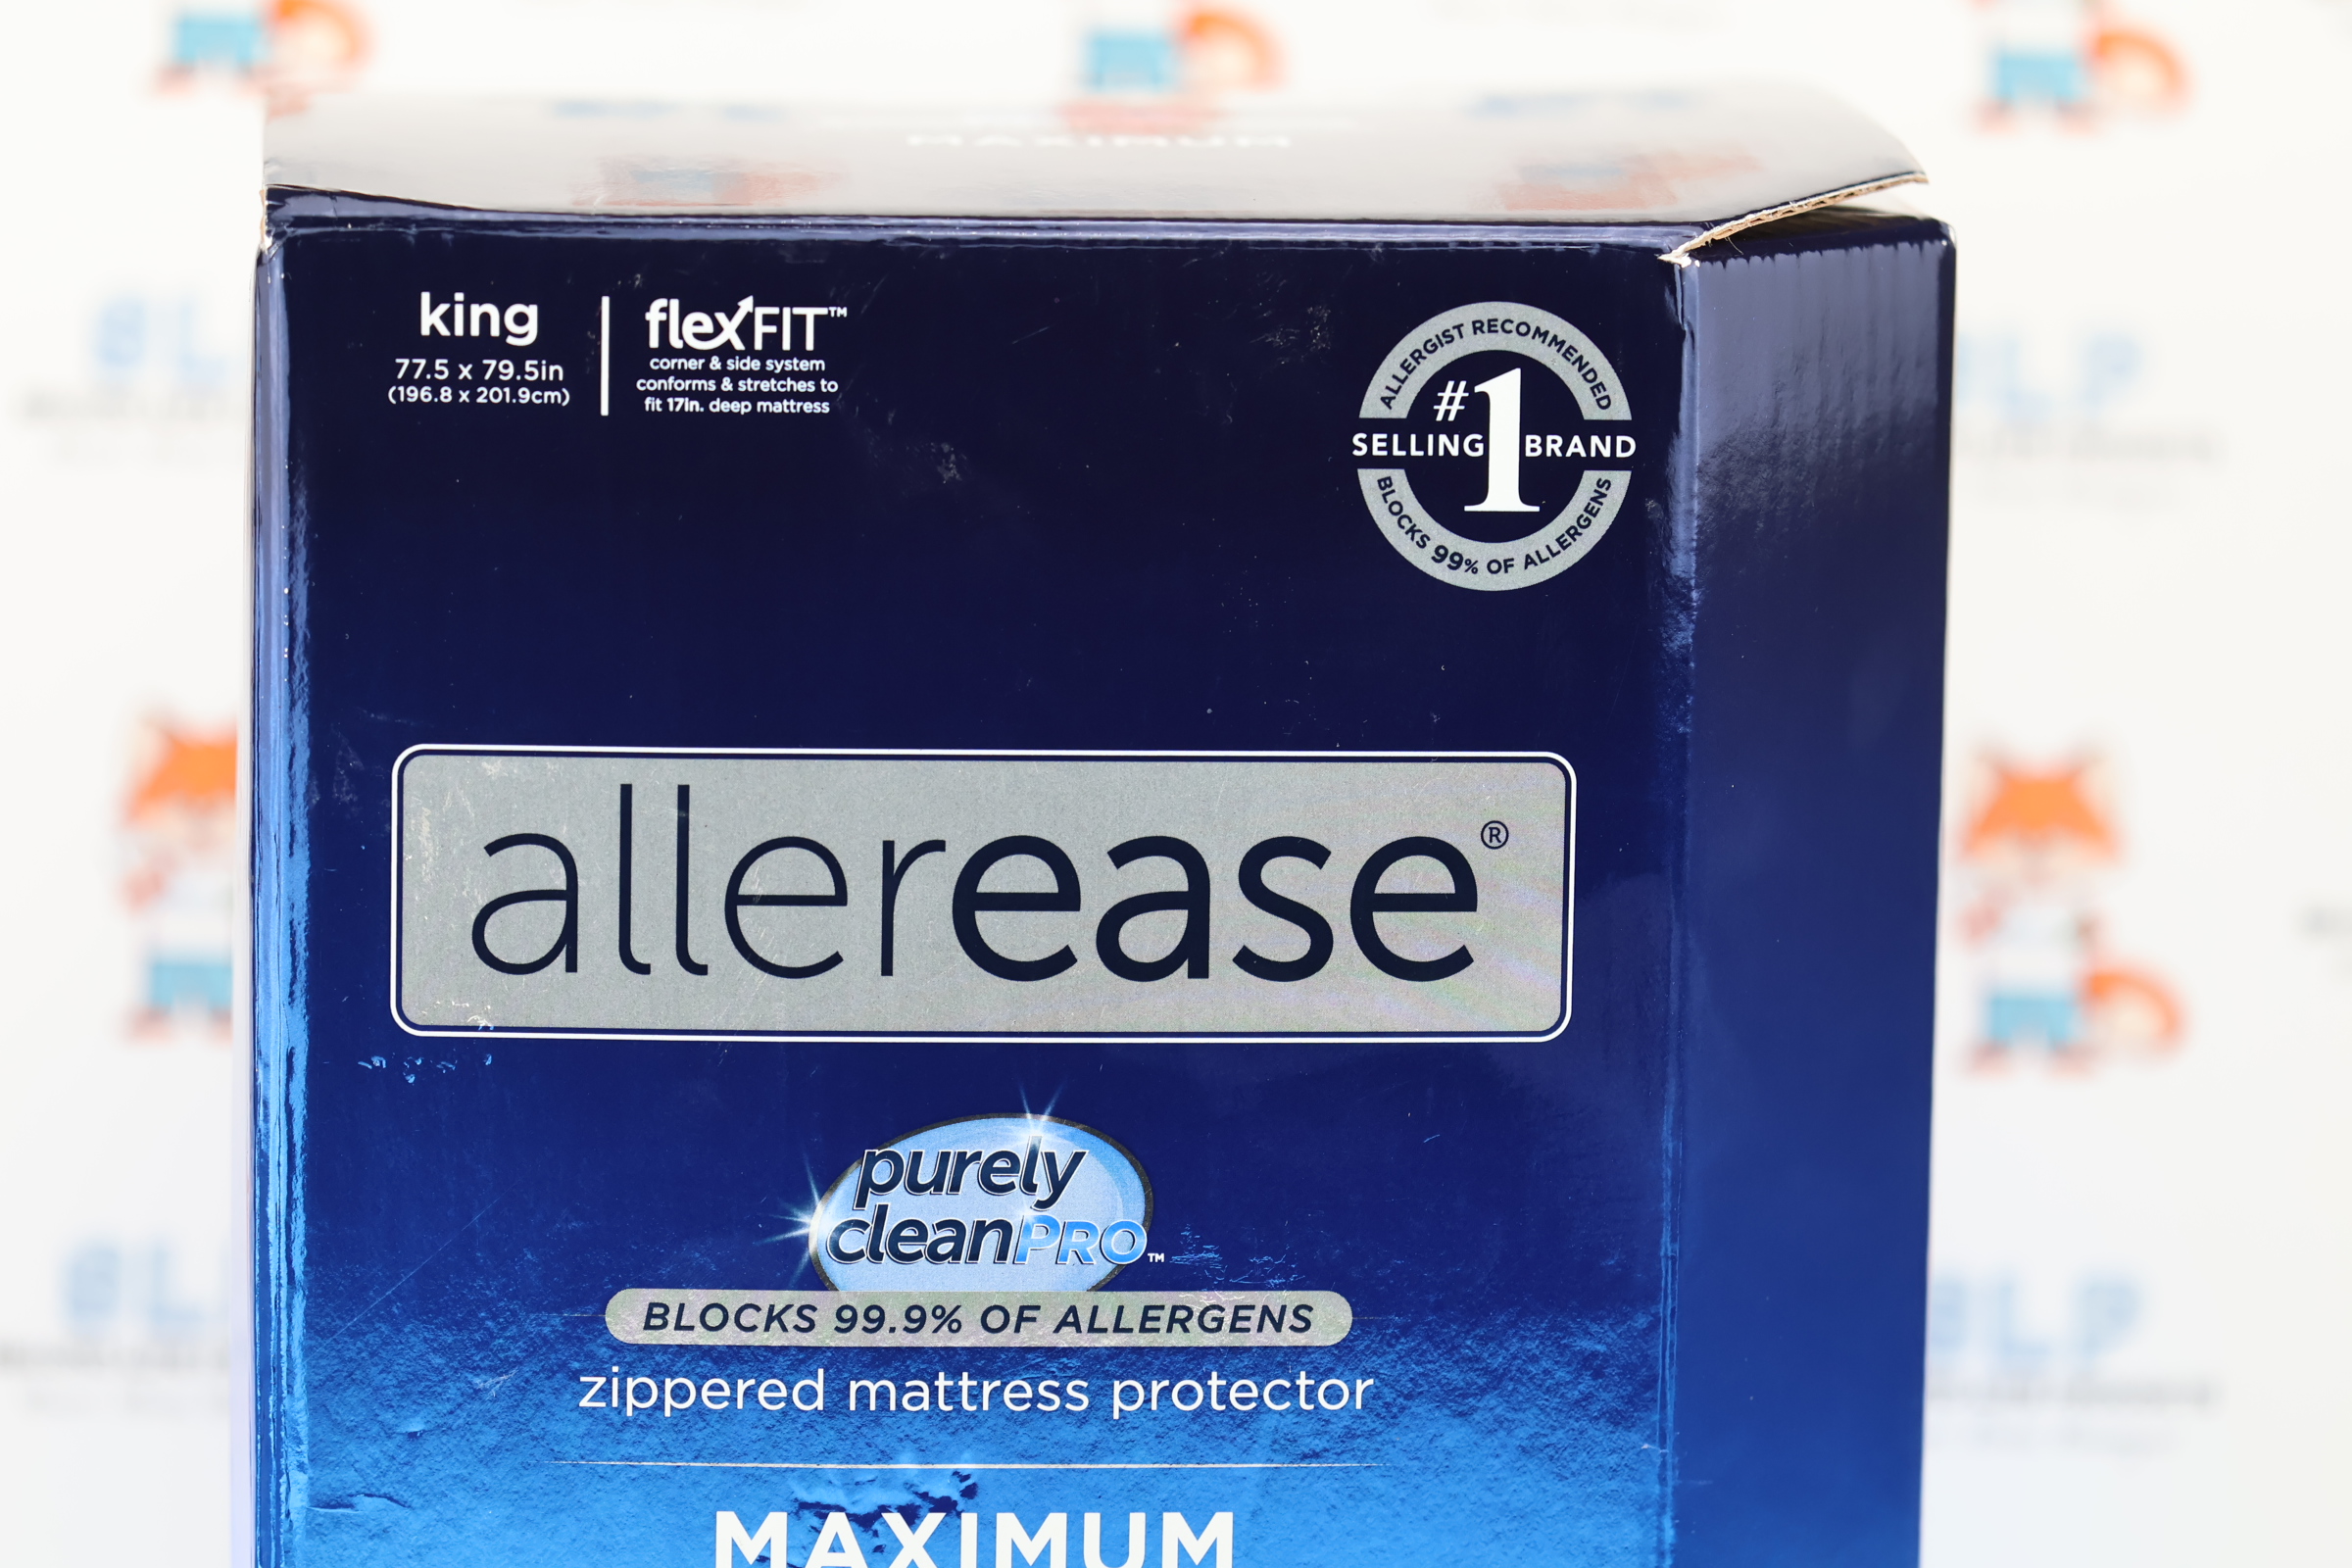 MAXIMUM
king
77.5 x 79.5in
(196.8 x 201.9cm)
flexFIT™
corner & side system
conforms & stretches to
fit 17in. deep mattress
ALLERGIST RECOMMENDED
#1
SELLING BRAND
BLOCKS 99% OF ALLERGENS
allerease®
purely
cleanPRO™
BLOCKS 99.9% OF ALLERGENS
zippered mattress protector
MAXIMUM